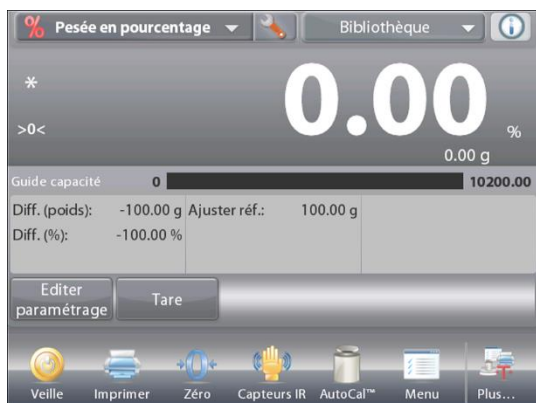 % Pesée en pourcentage Bibliothèque
*
0.00 %
>0<
0.00 g
Guide capacité 0 10200.00
Diff. (poids): -100.00 g Ajuster réf.: 100.00 g
Diff. (%): -100.00 %
Editer paramétrage Tare
Veille Imprimer Zéro Capteurs IR AutoCal™ Menu Plus...